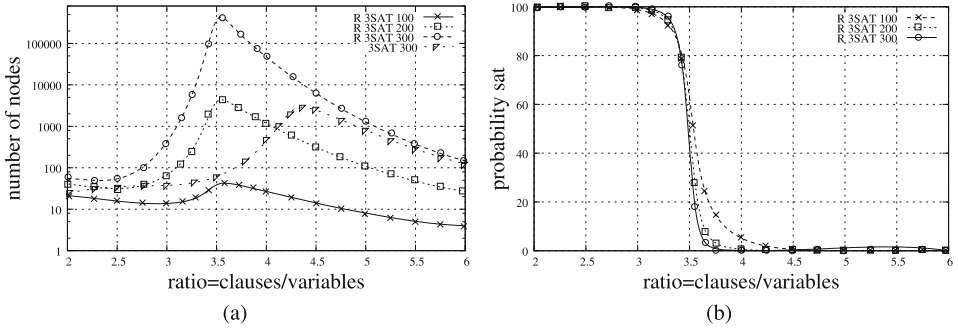 number of nodes
100000
10000
1000
100
10
1
2
2.5
3
3.5
4
4.5
5
5.5
6
R 3SAT 100
R 3SAT 200
R 3SAT 300
3SAT 300
ratio=clauses/variables
(a)
probability sat
100
80
60
40
20
1
2
2.5
3
3.5
4
4.5
5
5.5
6
R 3SAT 100
R 3SAT 200
R 3SAT 300
ratio=clauses/variables
(b)